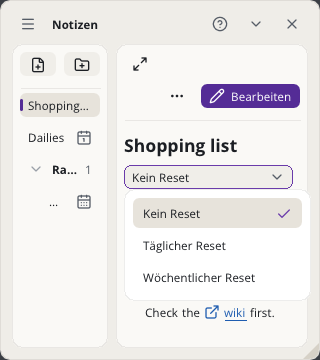 Notizen
Shopping...
Dailies
Ra... 1
...
Bearbeiten
Shopping list
Kein Reset
Kein Reset
Täglicher Reset
Wöchentlicher Reset
Check the wiki first.